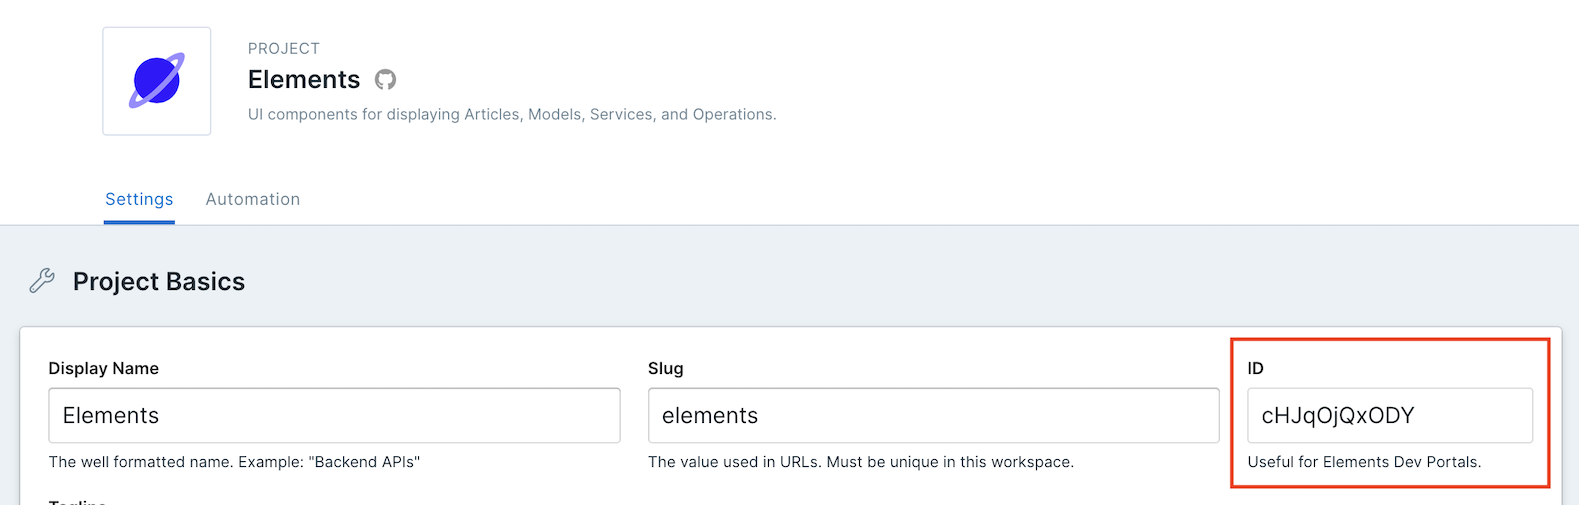 PROJECT
Elements
UI components for displaying Articles, Models, Services, and Operations.
Settings Automation
Project Basics
Display Name
Elements
The well formatted name. Example: "Backend APIs"
Slug
elements
The value used in URLs. Must be unique in this workspace.
ID
cHJqOjQxODY
Useful for Elements Dev Portals.
Tagline